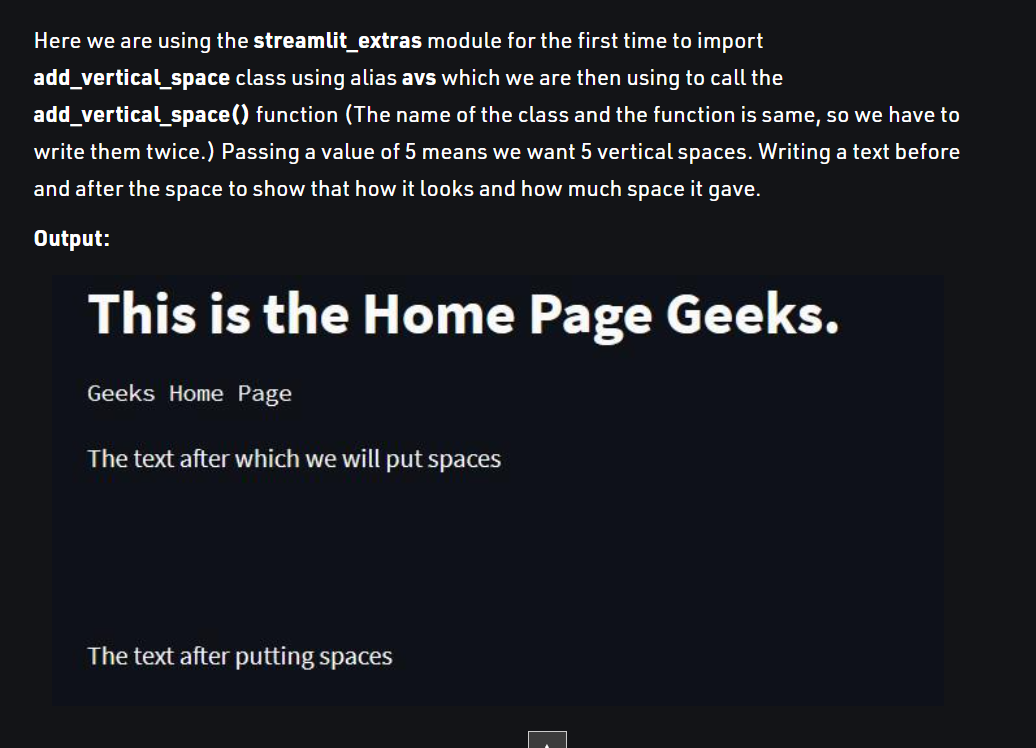 Here we are using the streamlit_extras module for the first time to import
add_vertical_space class using alias avs which we are then using to call the
add_vertical_space() function (The name of the class and the function is same, so we have to
write them twice.) Passing a value of 5 means we want 5 vertical spaces. Writing a text before
and after the space to show that how it looks and how much space it gave.
Output:
This is the Home Page Geeks.
Geeks Home Page
The text after which we will put spaces
The text after putting spaces